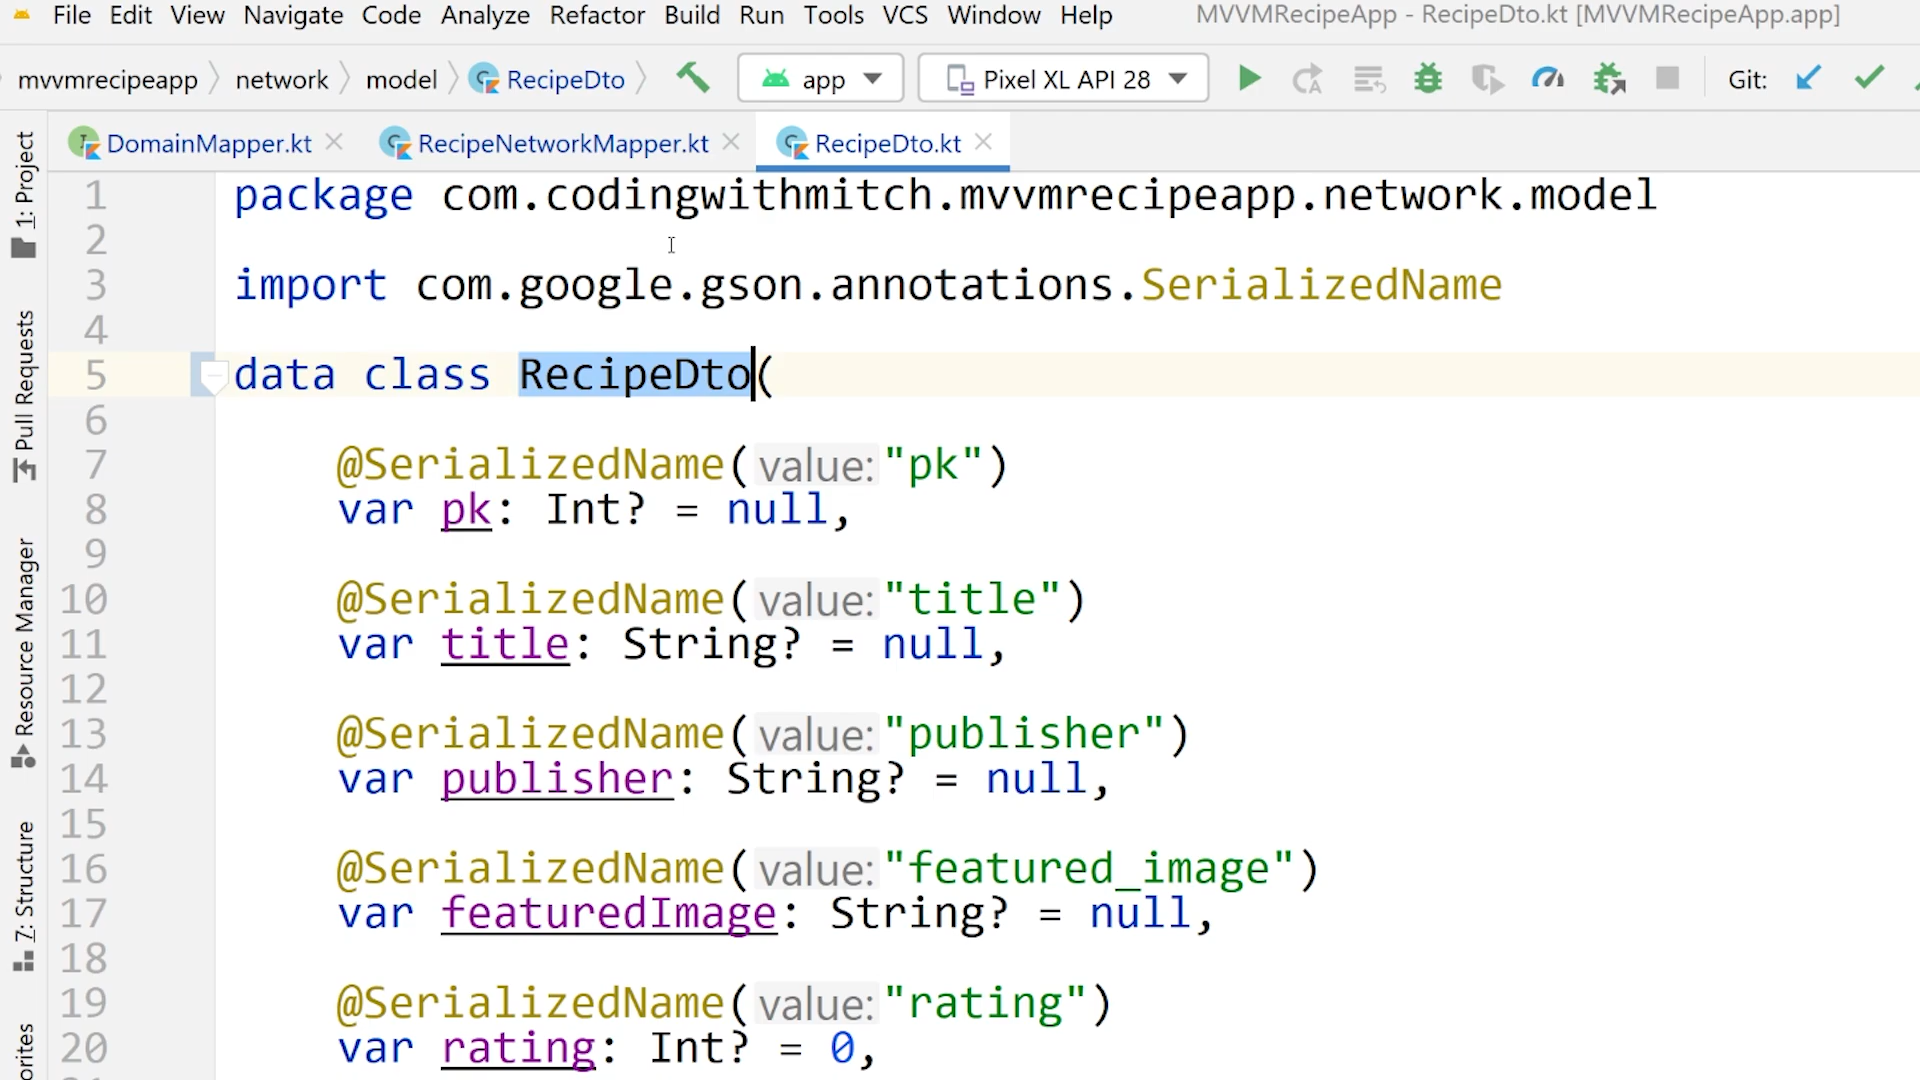 File Edit View Navigate Code Analyze Refactor Build Run Tools VCS Window Help MVVMRecipeApp - RecipeDto.kt [MVVMRecipeApp.app]
mvvmrecipeapp network model RecipeDto app Pixel XL API 28 Git:
DomainMapper.kt RecipeNetworkMapper.kt RecipeDto.kt
1: Project
Pull Requests
Resource Manager
7: Structure
1 package com.codingwithmitch.mvvmrecipeapp.network.model
2
3 import com.google.gson.annotations.SerializedName
4
5 data class RecipeDto(
6
7 @SerializedName( value: "pk")
8 var pk: Int? = null,
9
10 @SerializedName( value: "title")
11 var title: String? = null,
12
13 @SerializedName( value: "publisher")
14 var publisher: String? = null,
15
16 @SerializedName( value: "featured_image")
17 var featuredImage: String? = null,
18
19 @SerializedName( value: "rating")
20 var rating: Int? = 0,